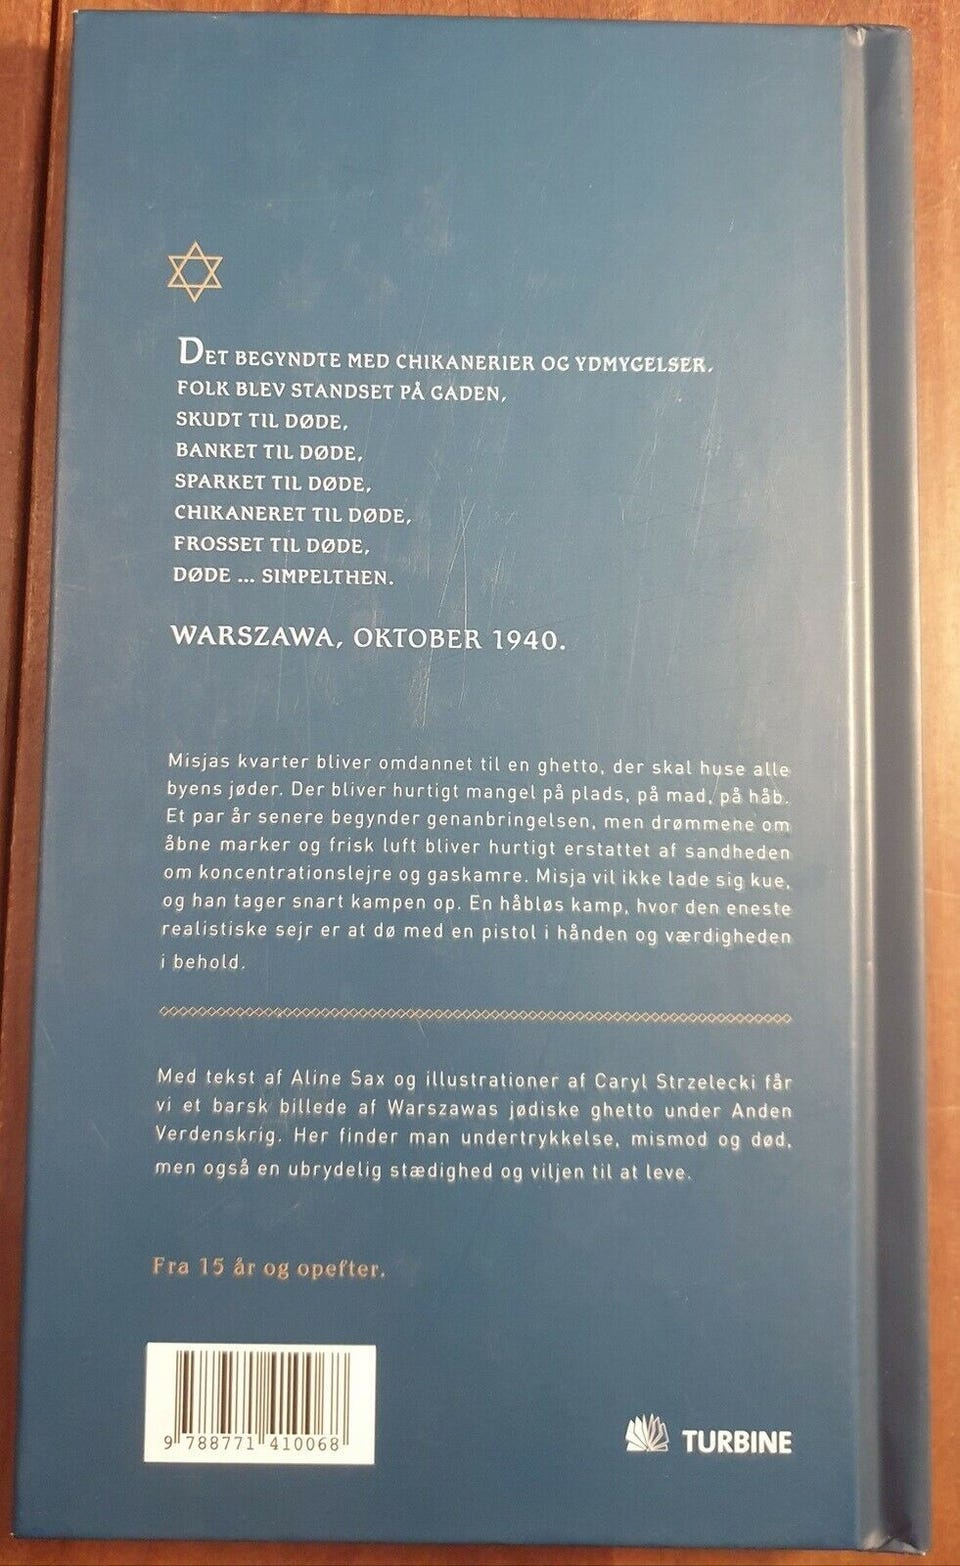 DET BEGYNDTE MED CHIKANERIER OG YDMYGELSER.
FOLK BLEV STANDSET PÅ GADEN,
SKUDT TIL DØDE,
BANKET TIL DØDE,
SPARKET TIL DØDE,
CHIKANERET TIL DØDE,
FROSSET TIL DØDE,
DØDE ... SIMPELTHEN.
WARSZAWA, OKTOBER 1940.
Misjas kvarter bliver omdannet til en ghetto, der skal huse alle
byens jøder. Der bliver hurtigt mangel på plads, på mad, på håb.
Et par år senere begynder genanbringelsen, men drømmene om
åbne marker og frisk luft bliver hurtigt erstattet af sandheden
om koncentrationslejre og gaskamre. Misja vil ikke lade sig kue,
og han tager snart kampen op. En håbløs kamp, hvor den eneste
realistiske sejr er at dø med en pistol i hånden og værdigheden
i behold.
Med tekst af Aline Sax og illustrationer af Caryl Strzelecki får
vi et barsk billede af Warszawas jødiske ghetto under Anden
Verdenskrig. Her finder man undertrykkelse, mismod og død,
men også en ubrydelig stædighed og viljen til at leve.
Fra 15 år og opefter.
9 788771 410068
TURBINE